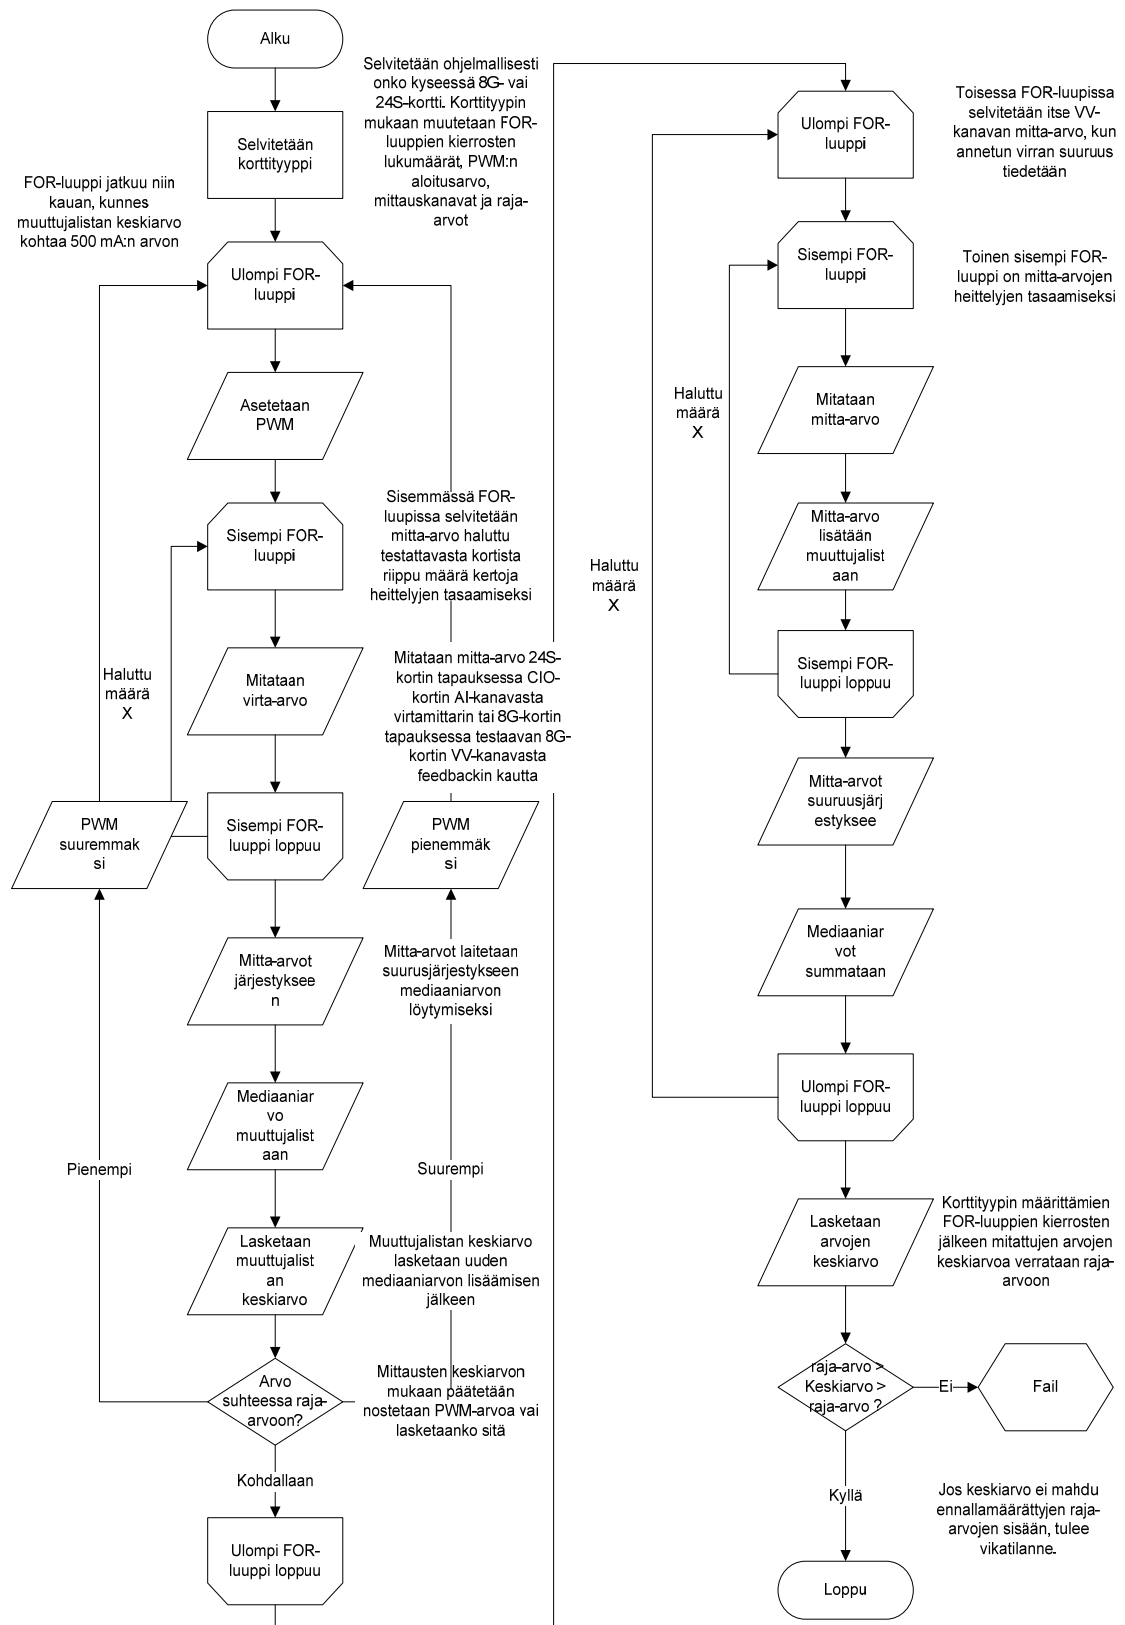 Alku
Selvitetään
korttityyppi
Selvitetään ohjelmallisesti
onko kyseessä 8G- vai
24S-kortti. Korttityypin
mukaan muutetaan FOR-
luuppien kierrosten
lukumäärät, PWM:n
aloitusarvo,
mittauskanavat ja raja-
arvot
FOR-luuppi jatkuu niin
kauan, kunnes
muuttujalistan keskiarvo
kohtaa 500 mA:n arvon
Ulompi FOR-
luuppi
Asetetaan
PWM
Sisempi FOR-
luuppi
Sisemmässä FOR-
luupissa selvitetään
mitta-arvo haluttu
testattavasta kortista
riippu määrä kertoja
heittelyjen tasaamiseksi
Mitataan
virta-arvo
Haluttu
määrä
X
Mitataan mitta-arvo 24S-
kortin tapauksessa CIO-
kortin AI-kanavasta
virtamittarin tai 8G-kortin
tapauksessa testaavan 8G-
kortin VV-kanavasta
feedbackin kautta
PWM
suuremmak
si
Sisempi FOR-
luuppi loppuu
PWM
pienemmäk
si
Mitta-arvot
järjestyksee
n
Mitta-arvot laitetaan
suurusjärjestykseen
mediaaniarvon
löytymiseksi
Mediaaniar
vo
muuttujalist
aan
Pienempi
Suurempi
Lasketaan
muuttujalist
an
keskiarvo
Muuttujalistan keskiarvo
lasketaan uuden
mediaaniarvon lisäämisen
jälkeen
Arvo
suhteessa raja-
arvoon?
Mittausten keskiarvon
mukaan päätetään
nostetaan PWM-arvoa vai
lasketaanko sitä
Kohdallaan
Ulompi FOR-
luuppi loppuu
Ulompi FOR-
luuppi
Toisessa FOR-luupissa
selvitetään itse VV-
kanavan mitta-arvo, kun
annetun virran suuruus
tiedetään
Sisempi FOR-
luuppi
Toinen sisempi FOR-
luuppi on mitta-arvojen
heittelyjen tasaamiseksi
Mitataan
mitta-arvo
Haluttu
määrä
X
Mitta-arvo
lisätään
muuttujalist
aan
Haluttu
määrä
X
Sisempi FOR-
luuppi loppuu
Mitta-arvot
suuruusjärj
estyksee
Mediaaniar
vot
summataan
Ulompi FOR-
luuppi loppuu
Lasketaan
arvojen
keskiarvo
Korttityypin määrittämien
FOR-luuppien kierrosten
jälkeen mitattujen arvojen
keskiarvoa verrataan raja-
arvoon
raja-arvo >
Keskiarvo >
raja-arvo ?
Ei
Fail
Kyllä
Jos keskiarvo ei mahdu
ennallamäärättyjen raja-
arvojen sisään, tulee
vikatilanne.
Loppu